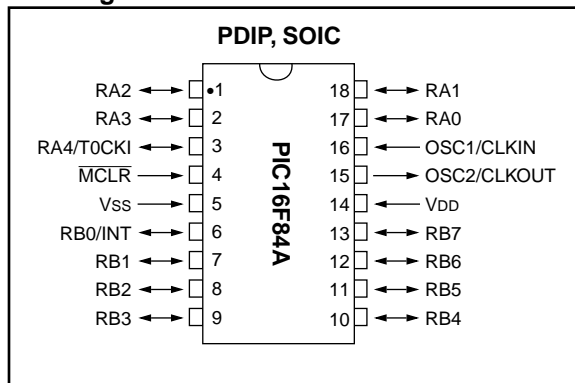 PDIP, SOIC
RA2 1 18 RA1
RA3 2 17 RA0
RA4/T0CKI 3 16 OSC1/CLKIN
MCLR 4 15 OSC2/CLKOUT
VSS 5 14 VDD
RB0/INT 6 13 RB7
RB1 7 12 RB6
RB2 8 11 RB5
RB3 9 10 RB4
PIC16F84A